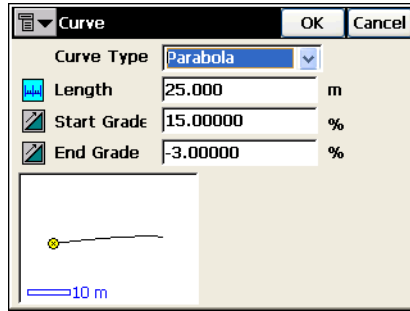 Curve OK Cancel
Curve Type Parabola
Length 25.000 m
Start Grade 15.00000 %
End Grade -3.00000 %
10 m